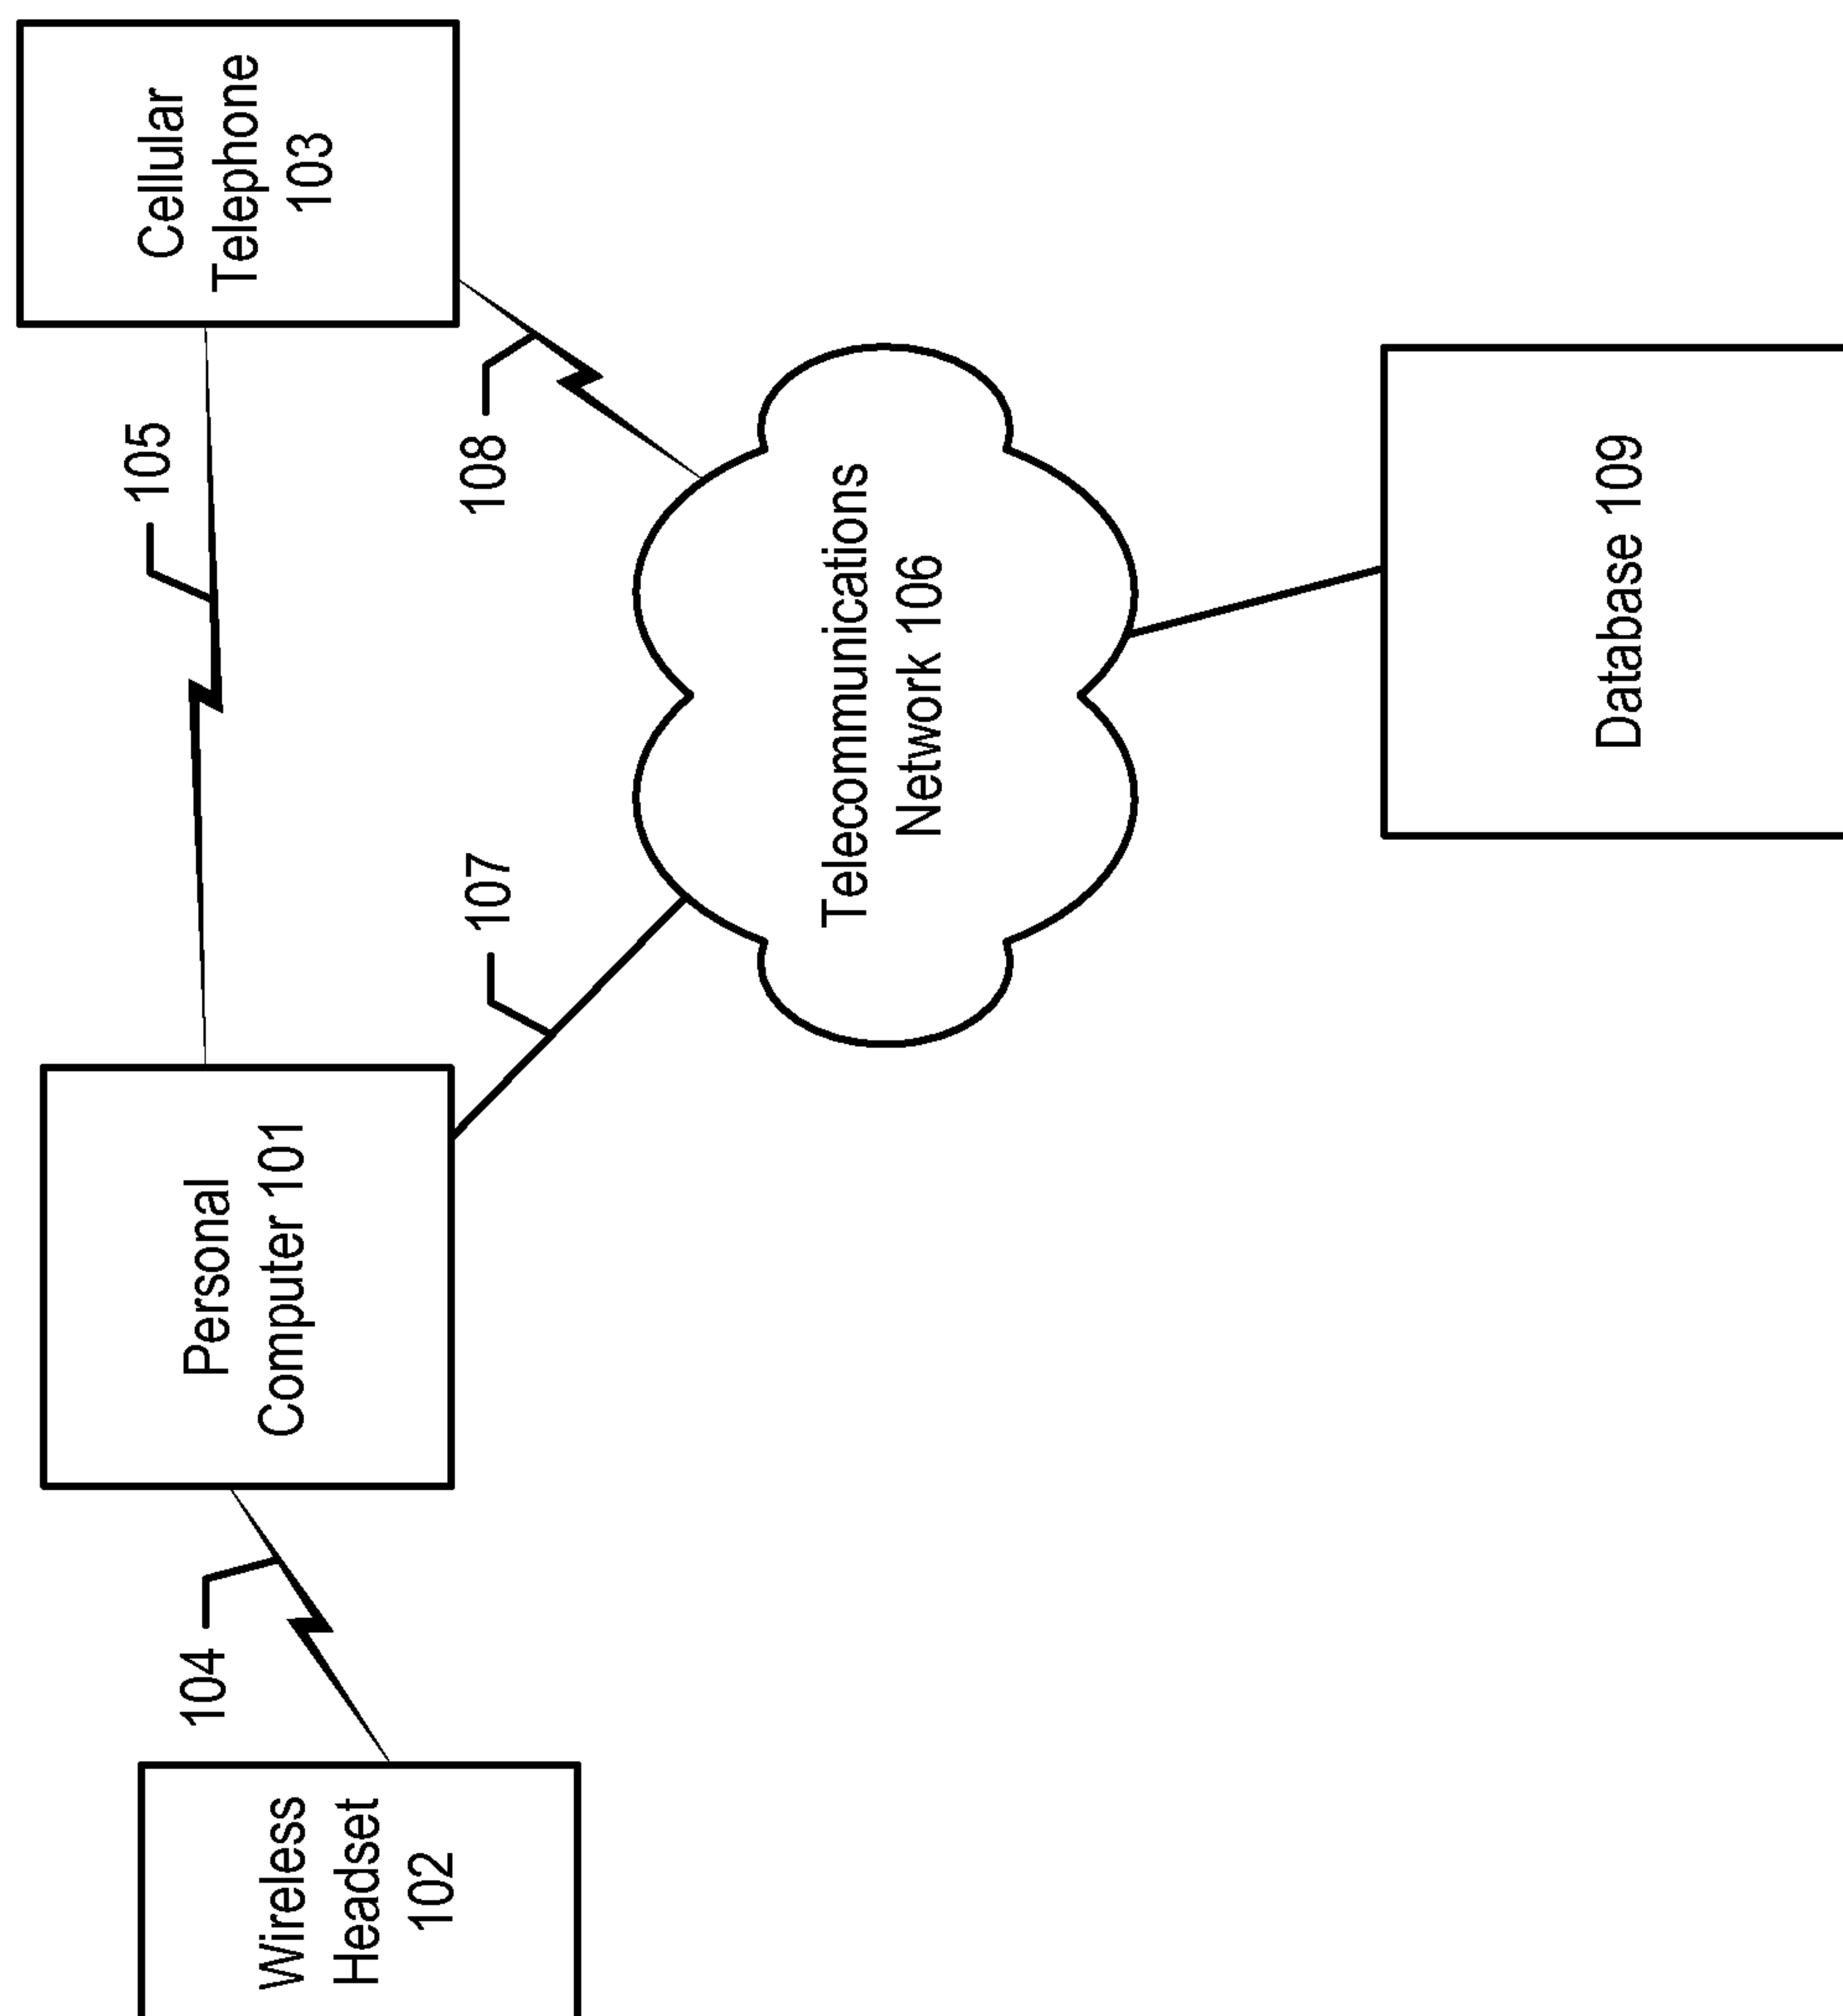 Wireless
Headset
102
104
Personal
Computer 101
105
107
Cellular
Telephone
103
108
Telecommunications
Network 106
Database 109